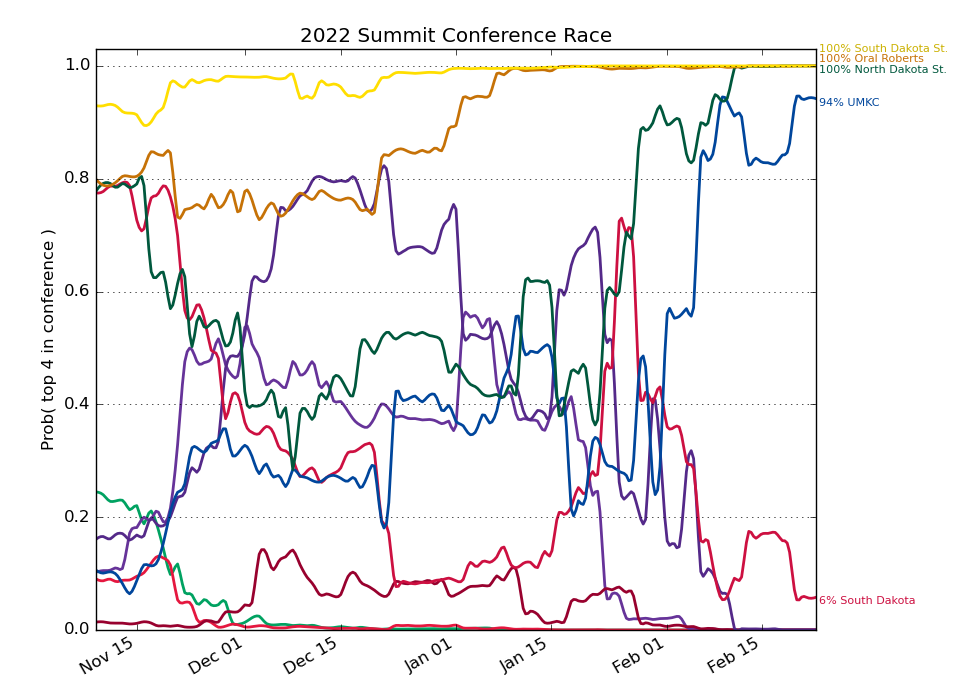 2022 Summit Conference Race
100% South Dakota St.
100% Oral Roberts
100% North Dakota St.
94% UMKC
6% South Dakota
Prob( top 4 in conference )
1.0
0.8
0.6
0.4
0.2
0.0
Nov 15
Dec 01
Dec 15
Jan 01
Jan 15
Feb 01
Feb 15